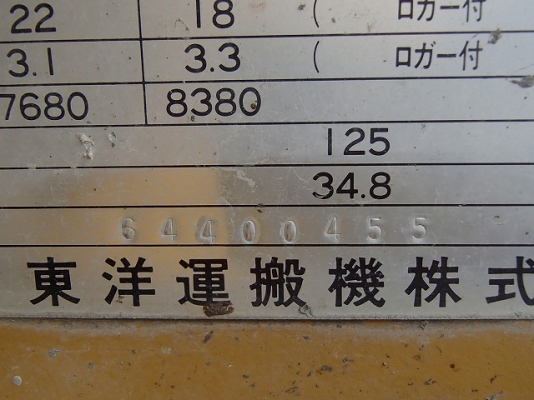 22 18 ( ロガー付
3.1 3.3 ( ロガー付
7680 8380
125
34.8
64400455
東洋運搬機株式